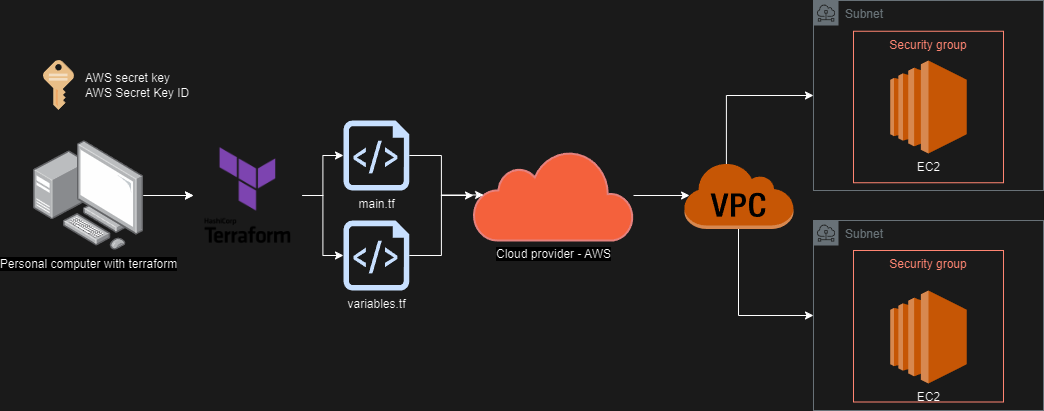 AWS secret key
AWS Secret Key ID
Personal computer with terraform
HashiCorp
Terraform
main.tf
variables.tf
Cloud provider - AWS
VPC
Subnet
Security group
EC2
Subnet
Security group
EC2